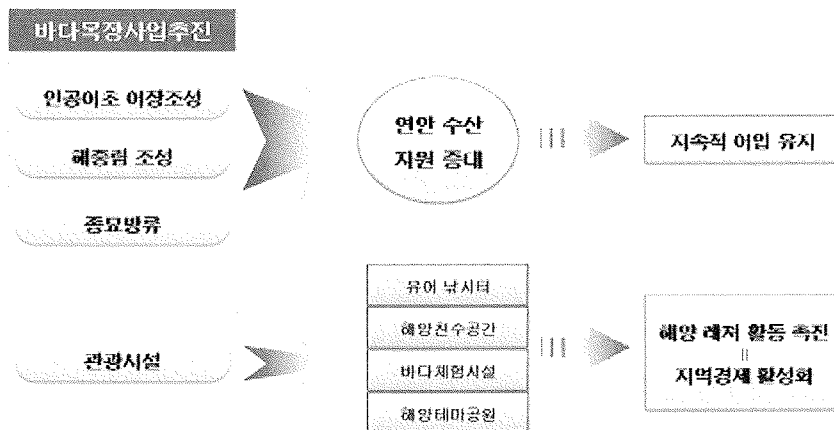 바다목장사업추진
인공어초 어장조성
해중림 조성
종묘방류
연안 수산
자원 증대
지속적 어업 유지
관광시설
유어 낚시터
해양친수공간
바다체험시설
해양테마공원
해양 레저 활동 촉진
=
지역경제 활성화